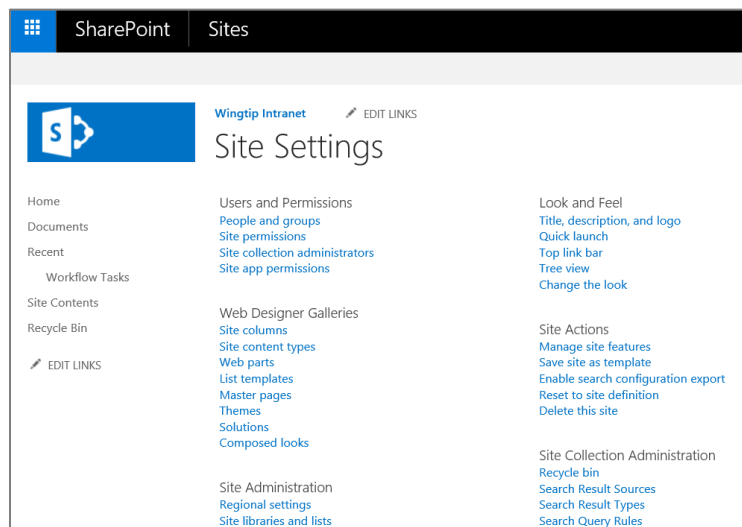 SharePoint
Sites
S
Wingtip Intranet
EDIT LINKS
Site Settings
Home
Documents
Recent
Workflow Tasks
Site Contents
Recycle Bin
EDIT LINKS
Users and Permissions
People and groups
Site permissions
Site collection administrators
Site app permissions
Web Designer Galleries
Site columns
Site content types
Web parts
List templates
Master pages
Themes
Solutions
Composed looks
Site Administration
Regional settings
Site libraries and lists
Look and Feel
Title, description, and logo
Quick launch
Top link bar
Tree view
Change the look
Site Actions
Manage site features
Save site as template
Enable search configuration export
Reset to site definition
Delete this site
Site Collection Administration
Recycle bin
Search Result Sources
Search Result Types
Search Query Rules